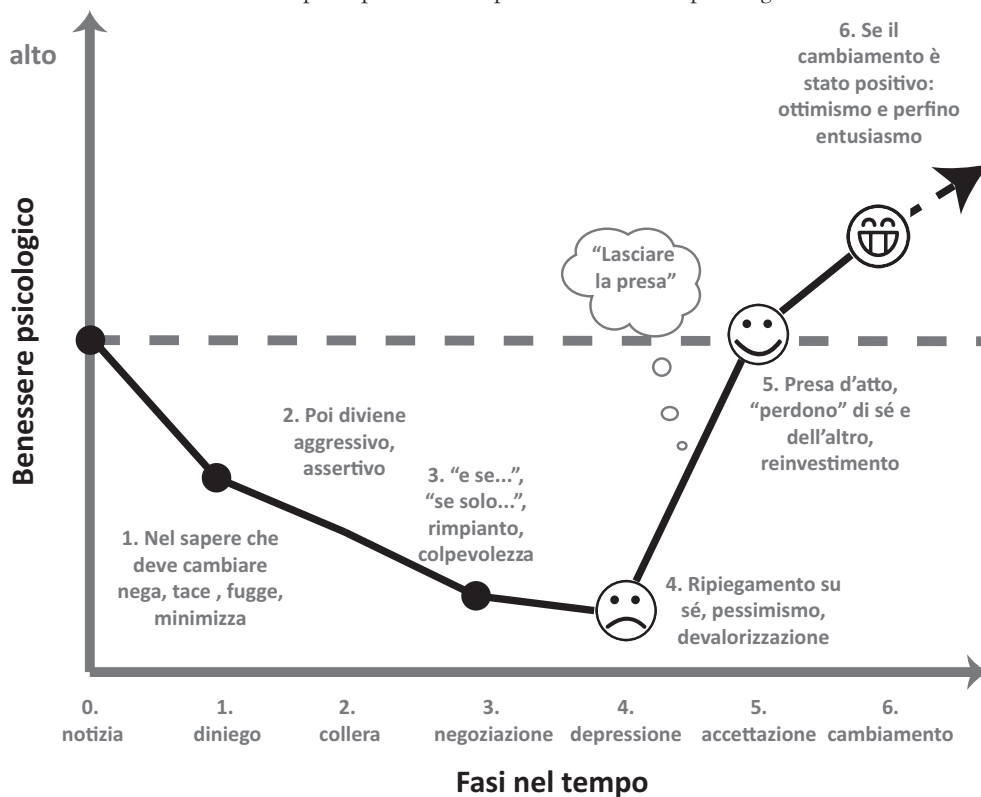 alto
6. Se il
cambiamento è
stato positivo:
ottimismo e perfino
entusiasmo
Benessere psicologico
“Lasciare
la presa”
2. Poi diviene
aggressivo,
assertivo
5. Presa d’atto,
“perdono” di sé e
dell’altro,
reinvestimento
3. “e se...”,
“se solo...”,
rimpianto,
colpevolezza
1. Nel sapere che
deve cambiare
nega, tace , fugge,
minimizza
4. Ripiegamento su
sé, pessimismo,
devalorizzazione
0.
notizia
1.
diniego
2.
collera
3.
negoziazione
4.
depressione
5.
accettazione
6.
cambiamento
Fasi nel tempo